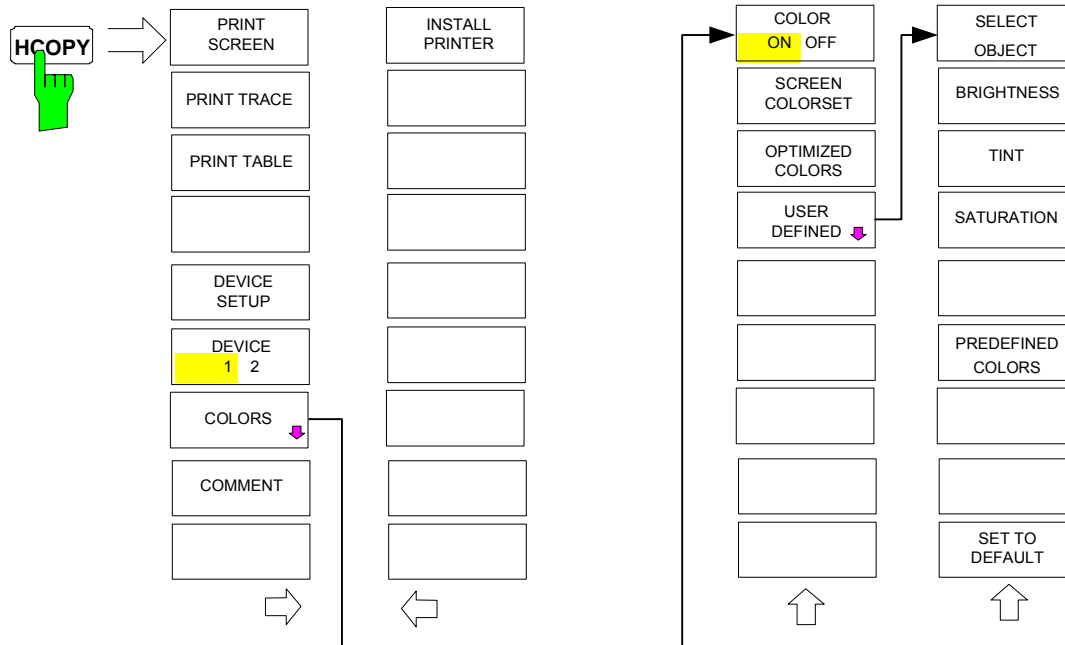 HCOPY
PRINT
SCREEN
PRINT TRACE
PRINT TABLE
DEVICE
SETUP
DEVICE
1 2
COLORS
COMMENT
INSTALL
PRINTER
COLOR
ON OFF
SCREEN
COLORSET
OPTIMIZED
COLORS
USER
DEFINED
SELECT
OBJECT
BRIGHTNESS
TINT
SATURATION
PREDEFINED
COLORS
SET TO
DEFAULT